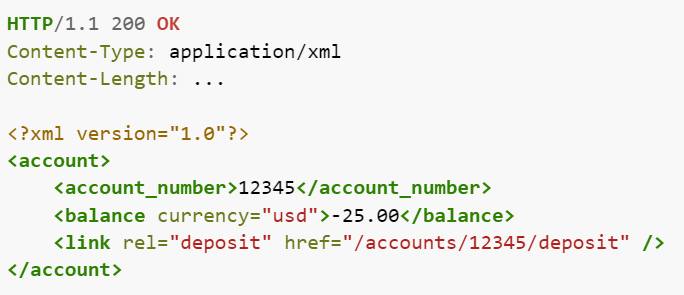 HTTP/1.1 200 OK
Content-Type: application/xml
Content-Length: ...

<?xml version="1.0"?>
<account>
    <account_number>12345</account_number>
    <balance currency="usd">-25.00</balance>
    <link rel="deposit" href="/accounts/12345/deposit" />
</account>